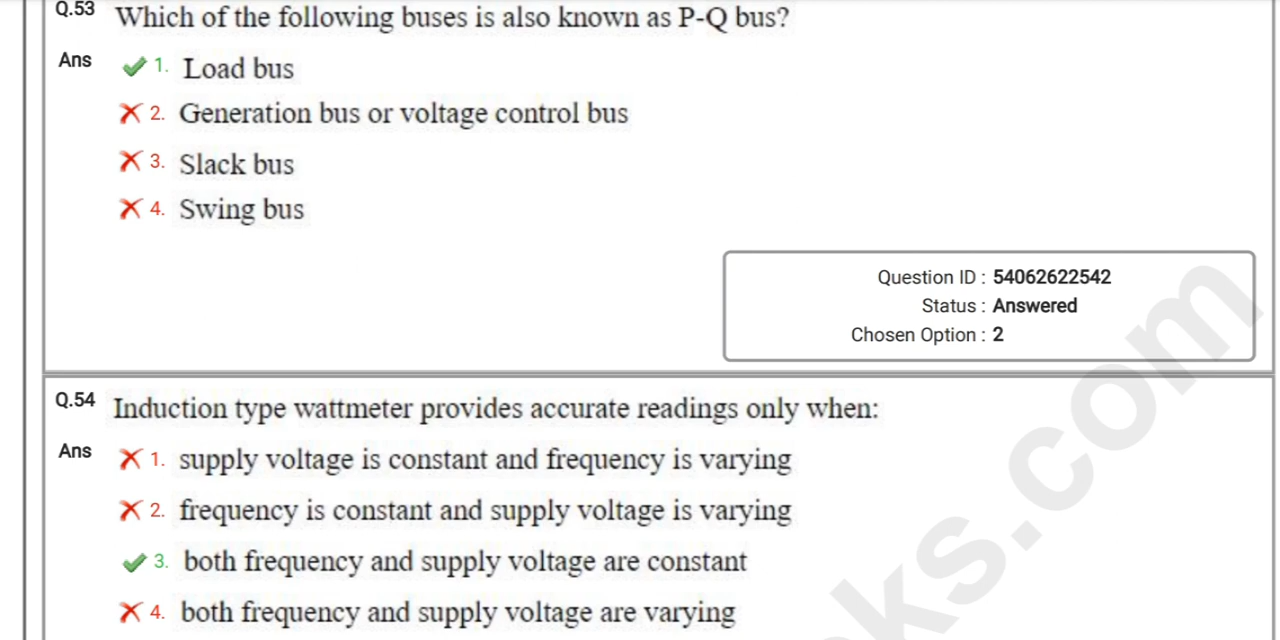 Q.53 Which of the following buses is also known as P-Q bus?
Ans 1. Load bus
2. Generation bus or voltage control bus
3. Slack bus
4. Swing bus
Question ID : 54062622542
Status : Answered
Chosen Option : 2
Q.54 Induction type wattmeter provides accurate readings only when:
Ans 1. supply voltage is constant and frequency is varying
2. frequency is constant and supply voltage is varying
3. both frequency and supply voltage are constant
4. both frequency and supply voltage are varying
ks.com